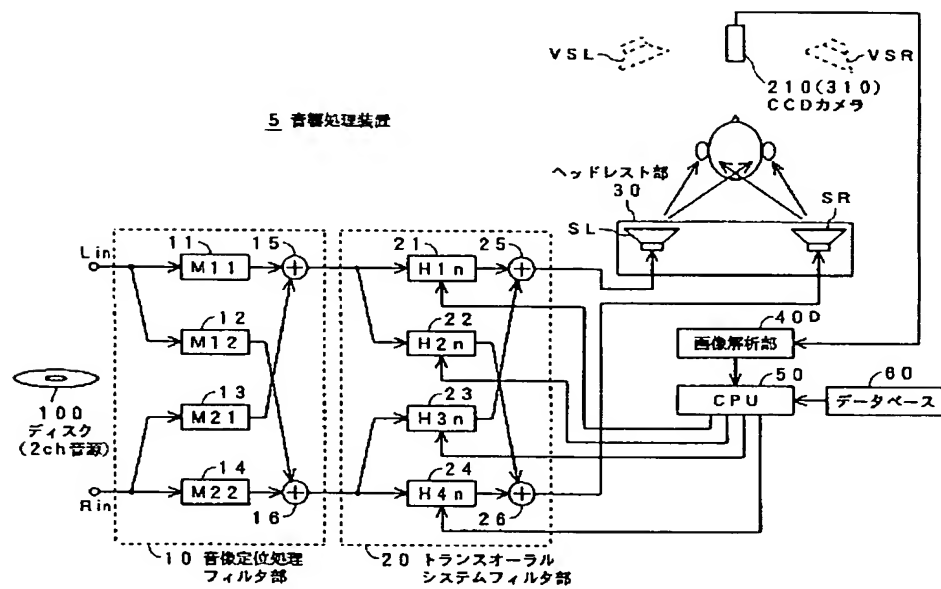 VSL
VSR
210(310)
CCDカメラ
5 音響処理装置
ヘッドレスト部
30
SL
SR
Lin
11
M11
15
21
H1n
25
12
M12
22
H2n
40D
画像解析部
100
ディスク
(2ch音源)
13
M21
23
H3n
50
CPU
60
データベース
Rin
14
M22
16
24
H4n
26
10 音像定位処理
フィルタ部
20 トランスオーラル
システムフィルタ部